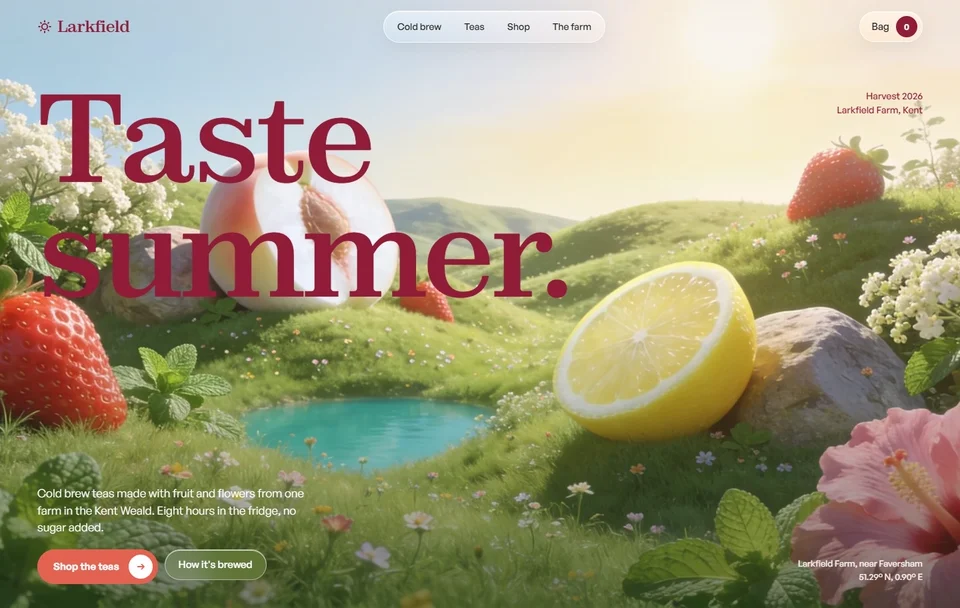 Larkfield
Cold brew
Teas
Shop
The farm
Bag
0
Taste
summer.
Harvest 2026
Larkfield Farm, Kent
Cold brew teas made with fruit and flowers from one
farm in the Kent Weald. Eight hours in the fridge, no
sugar added.
Shop the teas
How it's brewed
Larkfield Farm, near Faversham
51.29° N, 0.90° E